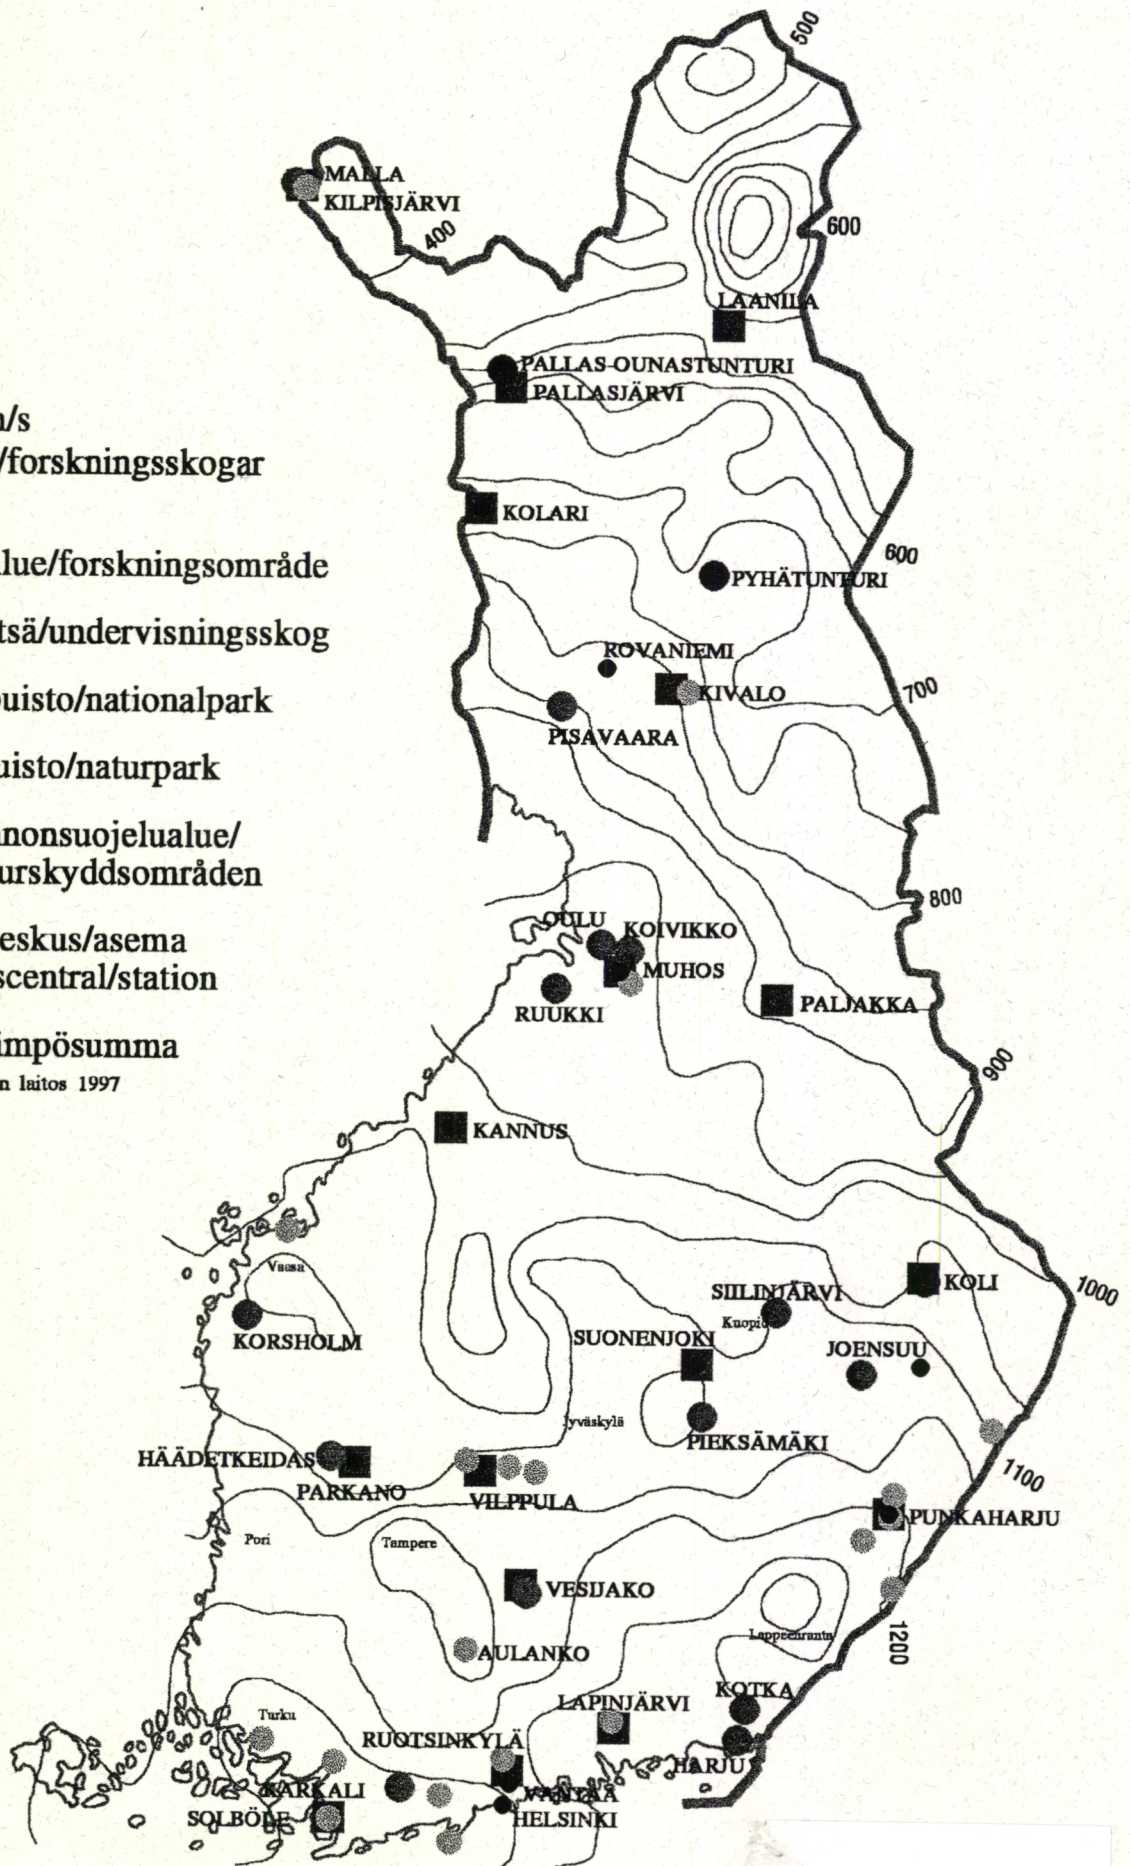 500
MALLA
KILPISJÄRVI
400
600
LAANILA
PALLAS-OUNASTUNTURI
PALLASJÄRVI
n/s
/forskningsskogar
KOLARI
600
lue/forskningsområde
PYHÄTUNTURI
tsä/undervisningsskog
ROVANIEMI
KIVALO
700
uisto/nationalpark
PISAVAARA
uisto/naturpark
nnonsuojelualue/
urskyddsområden
800
OULU
KOIVIKKO
eskus/asema
MUHOS
scentral/station
RUUKKI
PALJAKKA
impösumma
n laitos 1997
900
KANNUS
Vaasa
KOLI
1000
SIILINJÄRVI
Kuopio
KORSHOLM
SUONENJOKI
JOENSUU
Jyväskylä
PIEKSÄMÄKI
HÄÄDETKEIDAS
PARKANO
VILPPULA
1100
PUNKAHARJU
Pori
Tampere
VESIJAKO
Lappeenranta
1200
AULANKO
KOTKA
LAPINJÄRVI
Turku
RUOTSINKYLÄ
HARJU
KARKALI
VANTAA
SOLBÖLE
HELSINKI